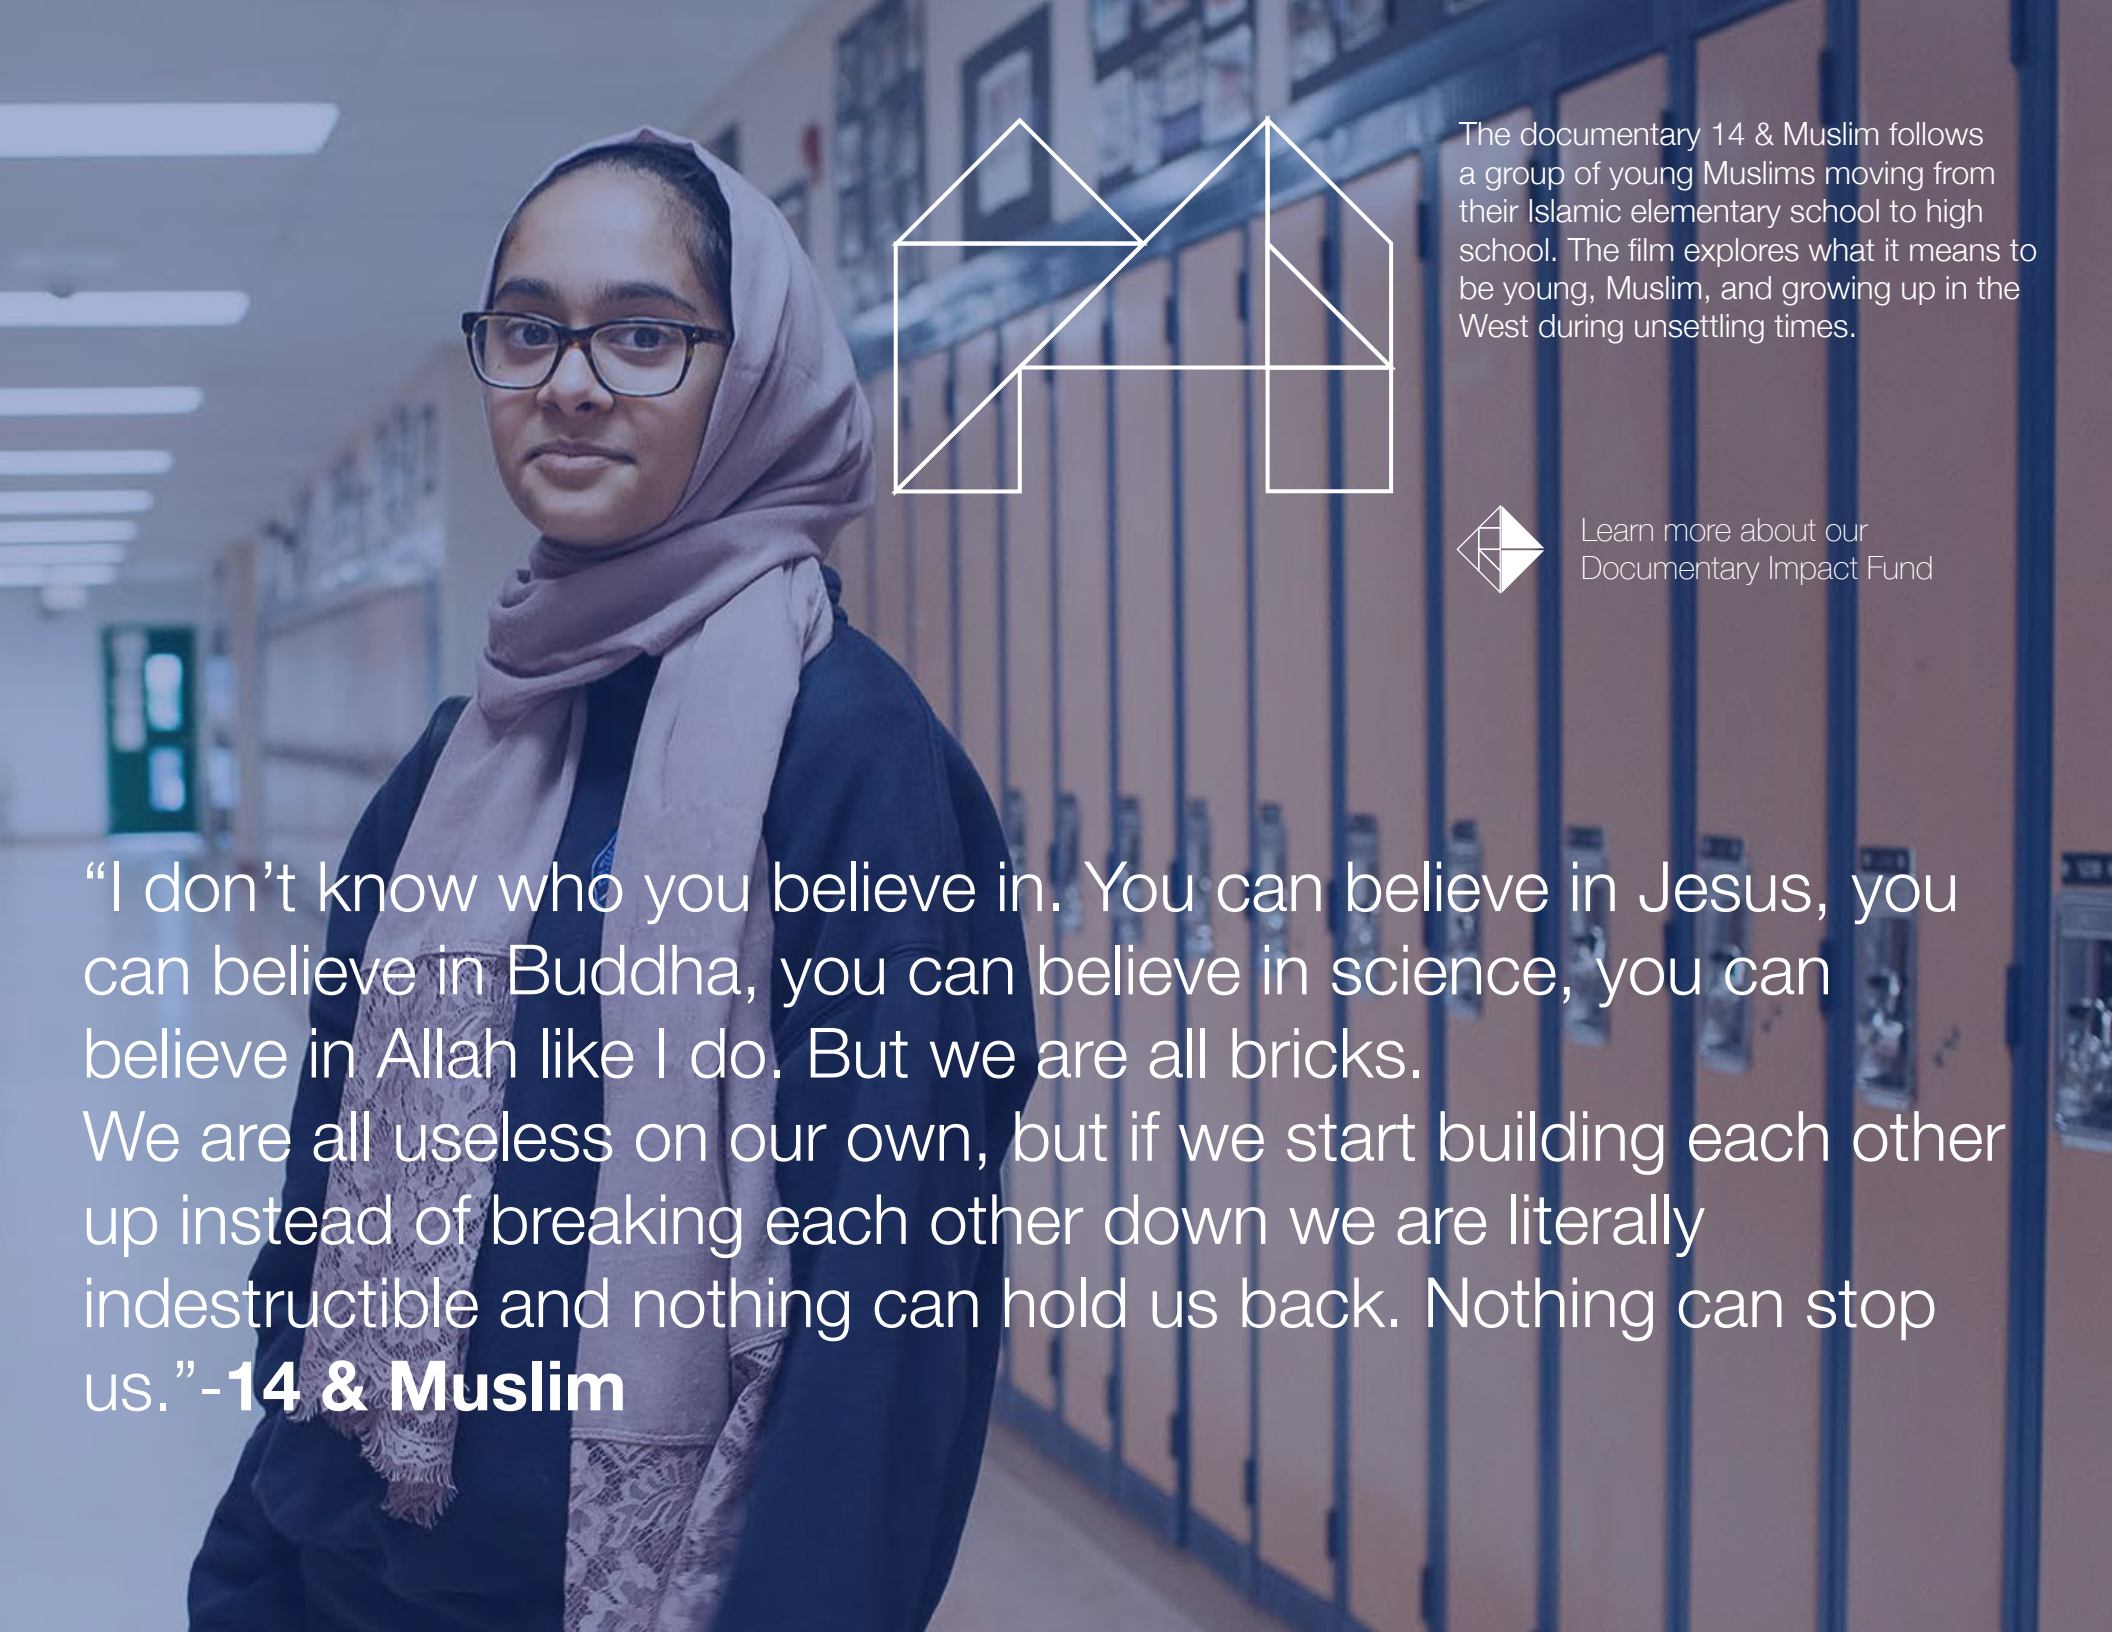 The documentary 14 & Muslim follows
a group of young Muslims moving from
their Islamic elementary school to high
school. The film explores what it means to
be young, Muslim, and growing up in the
West during unsettling times.
Learn more about our
Documentary Impact Fund
“I don’t know who you believe in. You can believe in Jesus, you
can believe in Buddha, you can believe in science, you can
believe in Allah like I do. But we are all bricks.
We are all useless on our own, but if we start building each other
up instead of breaking each other down we are literally
indestructible and nothing can hold us back. Nothing can stop
us.”-14 & Muslim